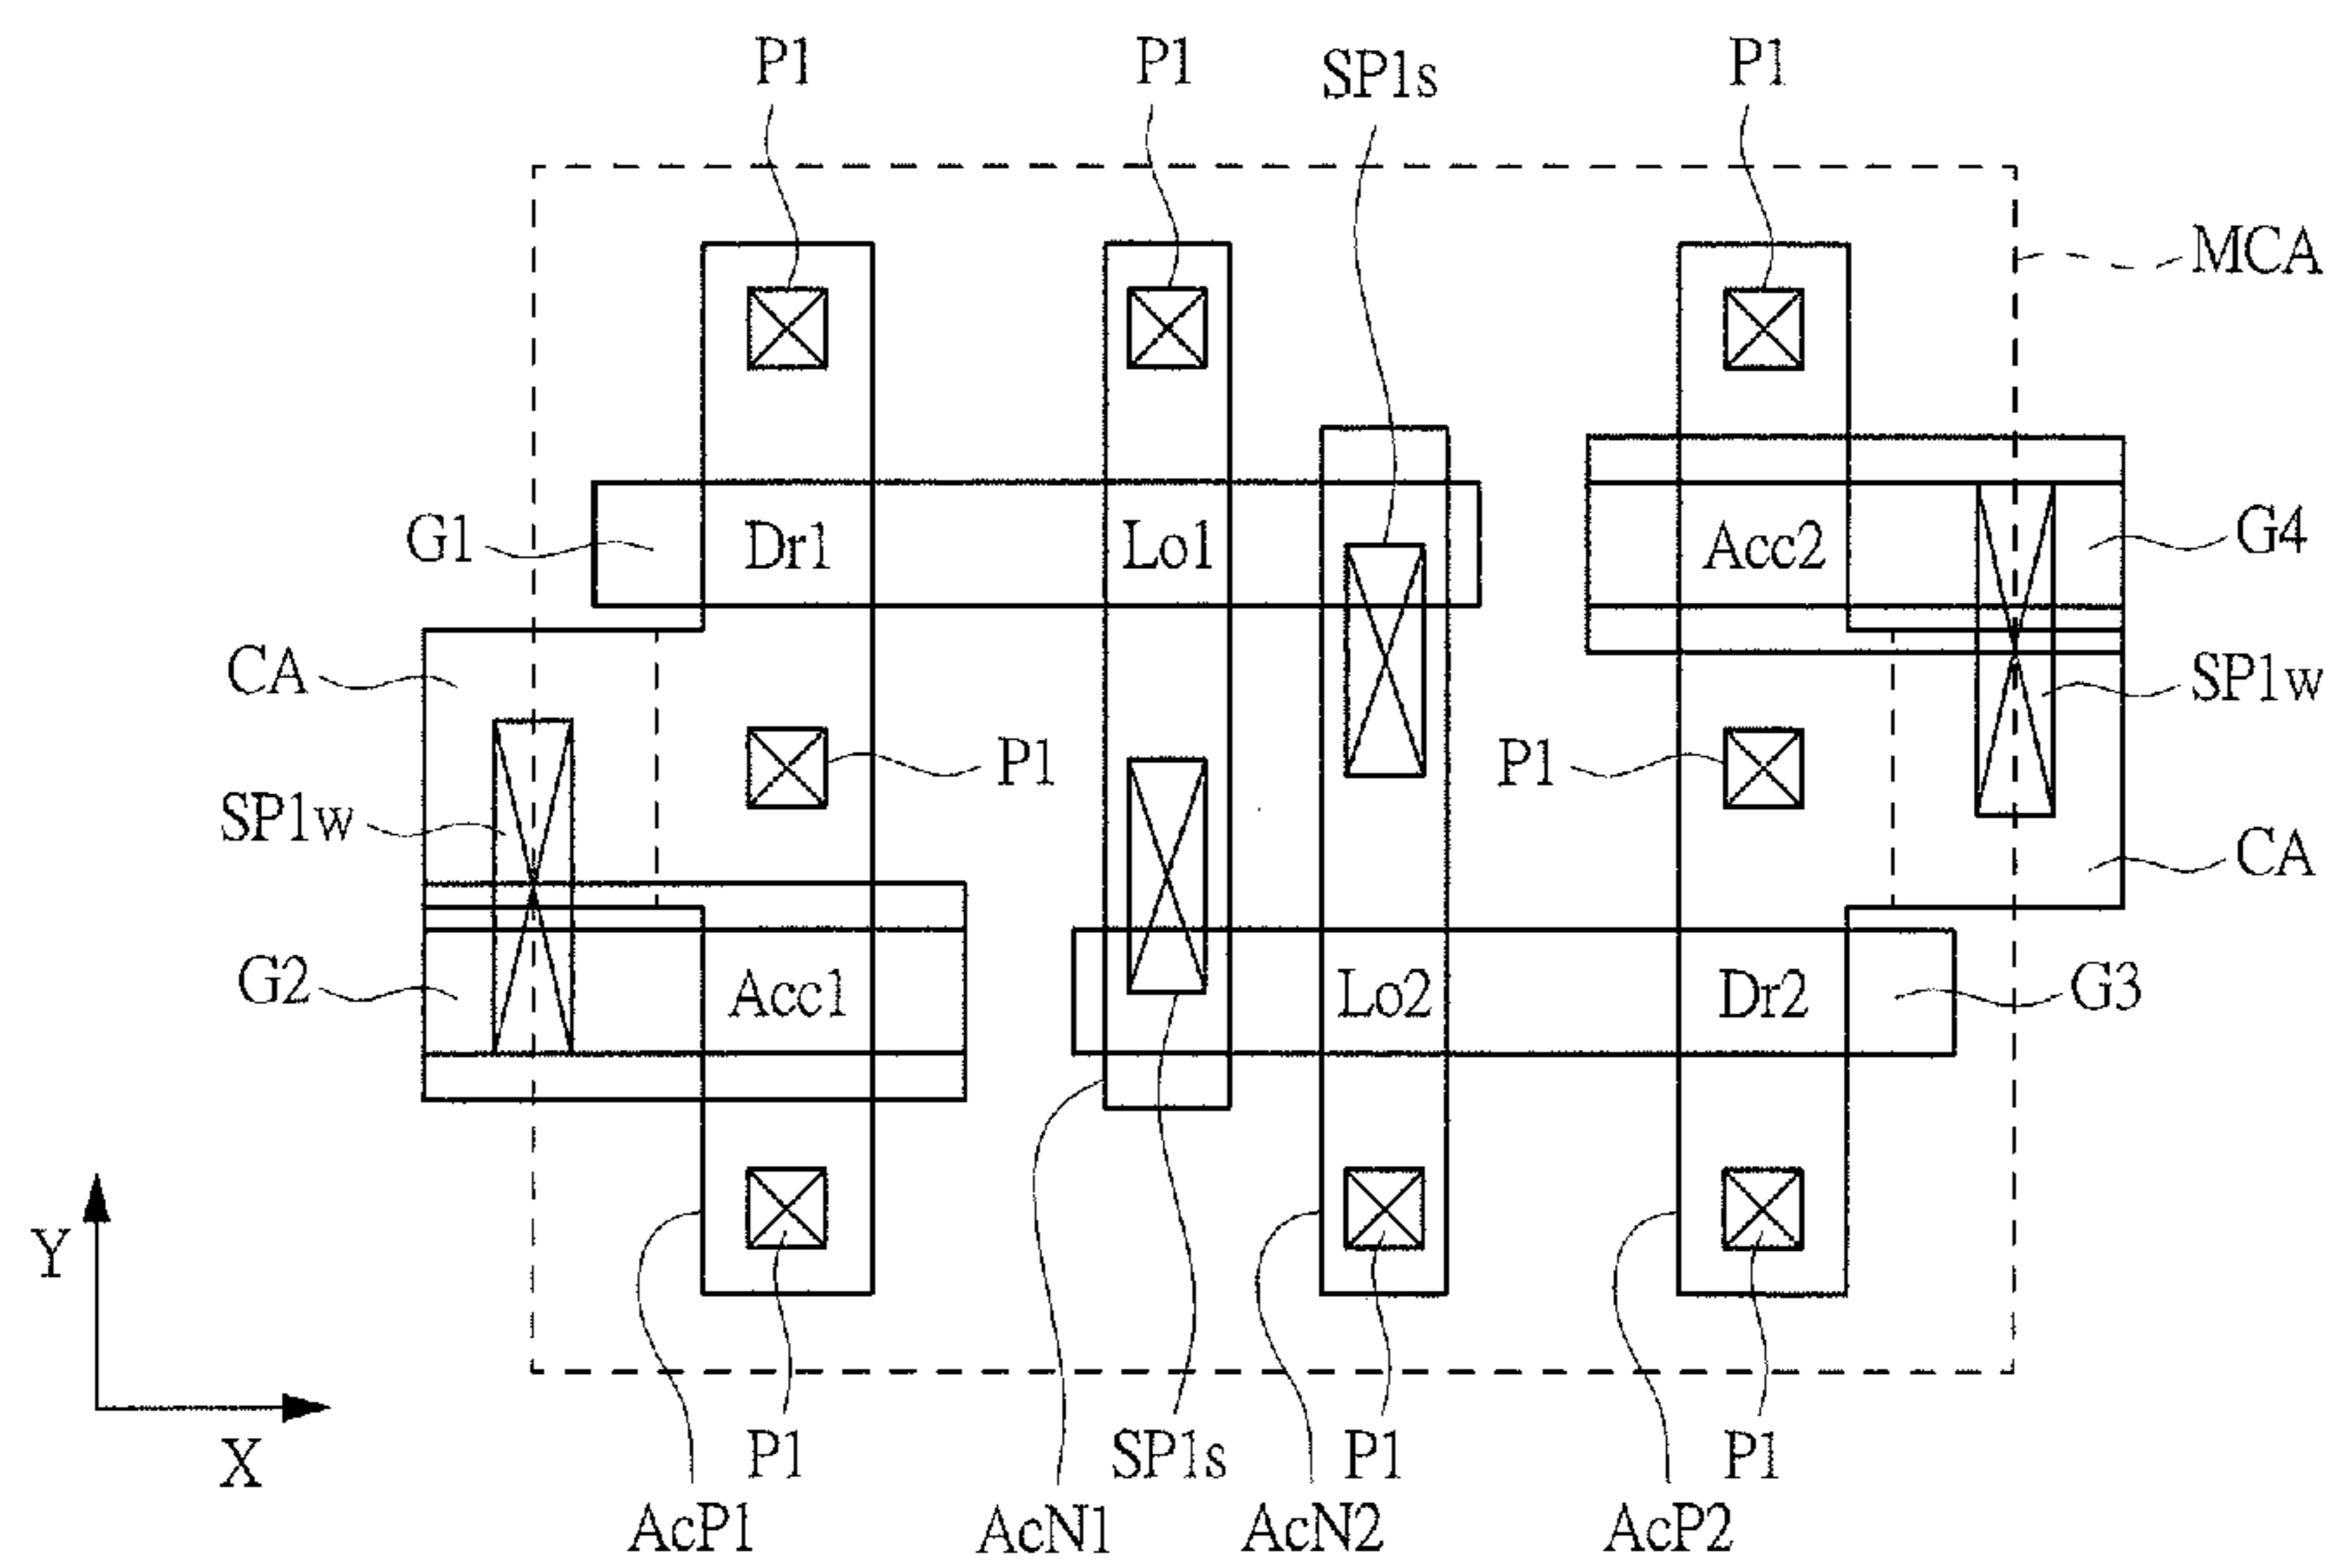 P1 P1 SP1s P1
MCA
G1 Dr1 Lo1 Acc2 G4
CA SP1w
P1 P1
SP1w CA
G2 Acc1 Lo2 Dr2 G3
Y
X P1 SP1s P1 P1
AcP1 AcN1 AcN2 AcP2